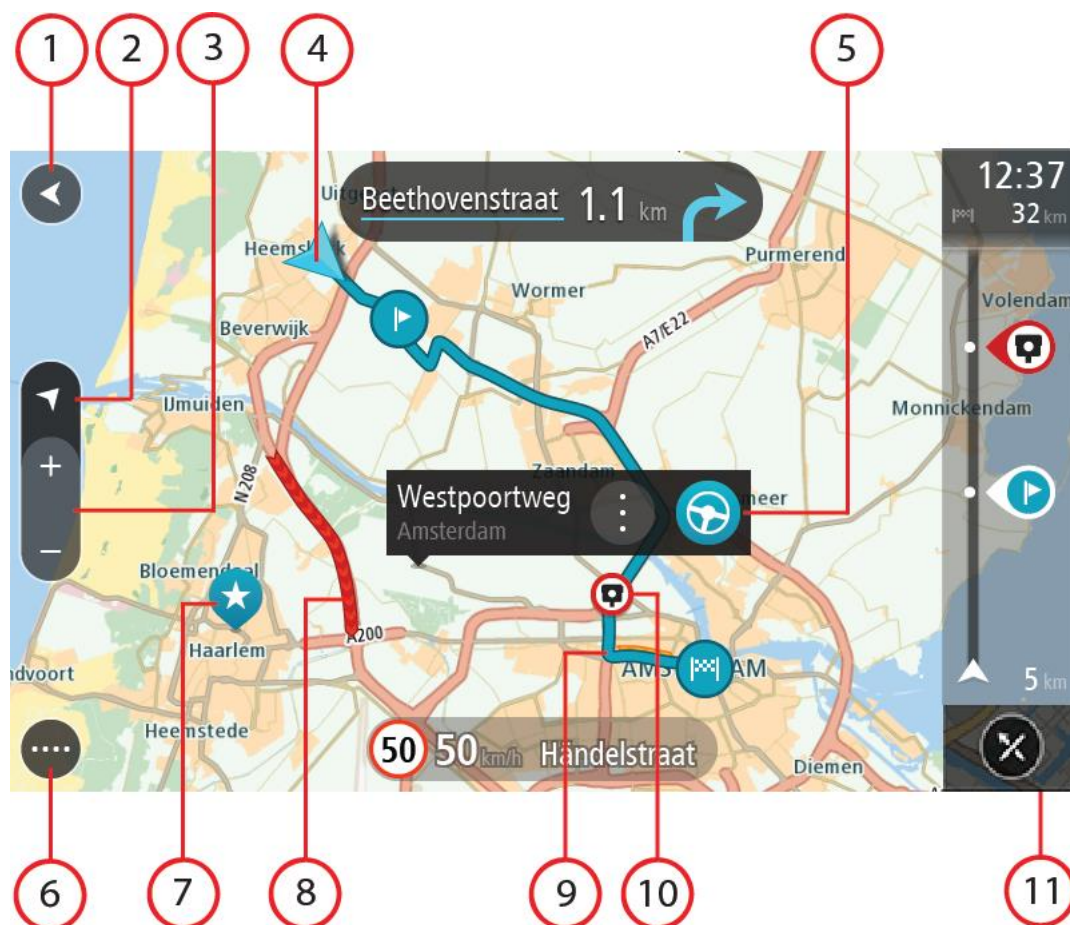 1 2 3 4 5
Beethovenstraat 1.1 km
12:37
32 km
Purmerend
Wormer
Volendam
Beverwijk
A7/E22
IJmuiden
Monnickendam
N208
Zaandam
Westpoortweg
Amsterdam
+
−
Bloemendaal
A200
Haarlem
ndvoort
5 km
Heemstede
50 50 km/h Händelstraat
Diemen
6 7 8 9 10 11